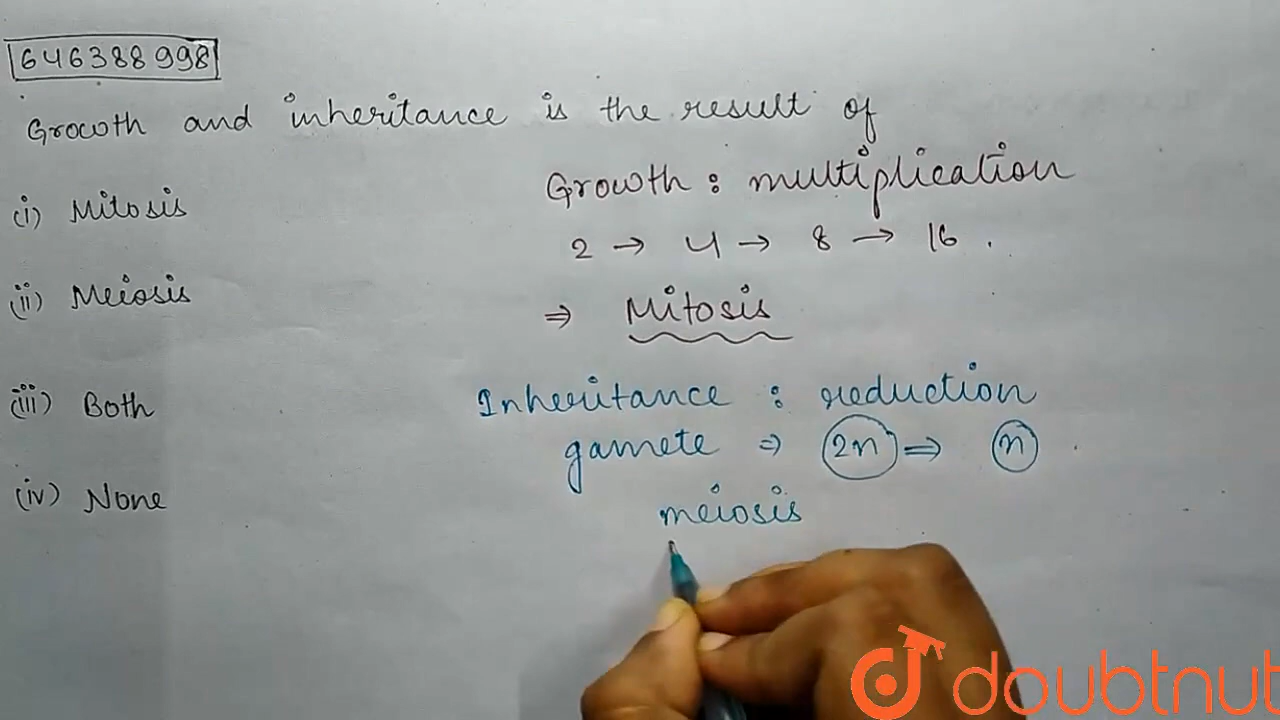 646388998
Growth and inheritance is the result of
(i) Mitosis
(ii) Meiosis
(iii) Both
(iv) None
Growth : multiplication
2 → 4 → 8 → 16 .
⇒ Mitosis
Inheritance : reduction
gamete ⇒ 2n ⇒ n .
meiosis
doubtnut